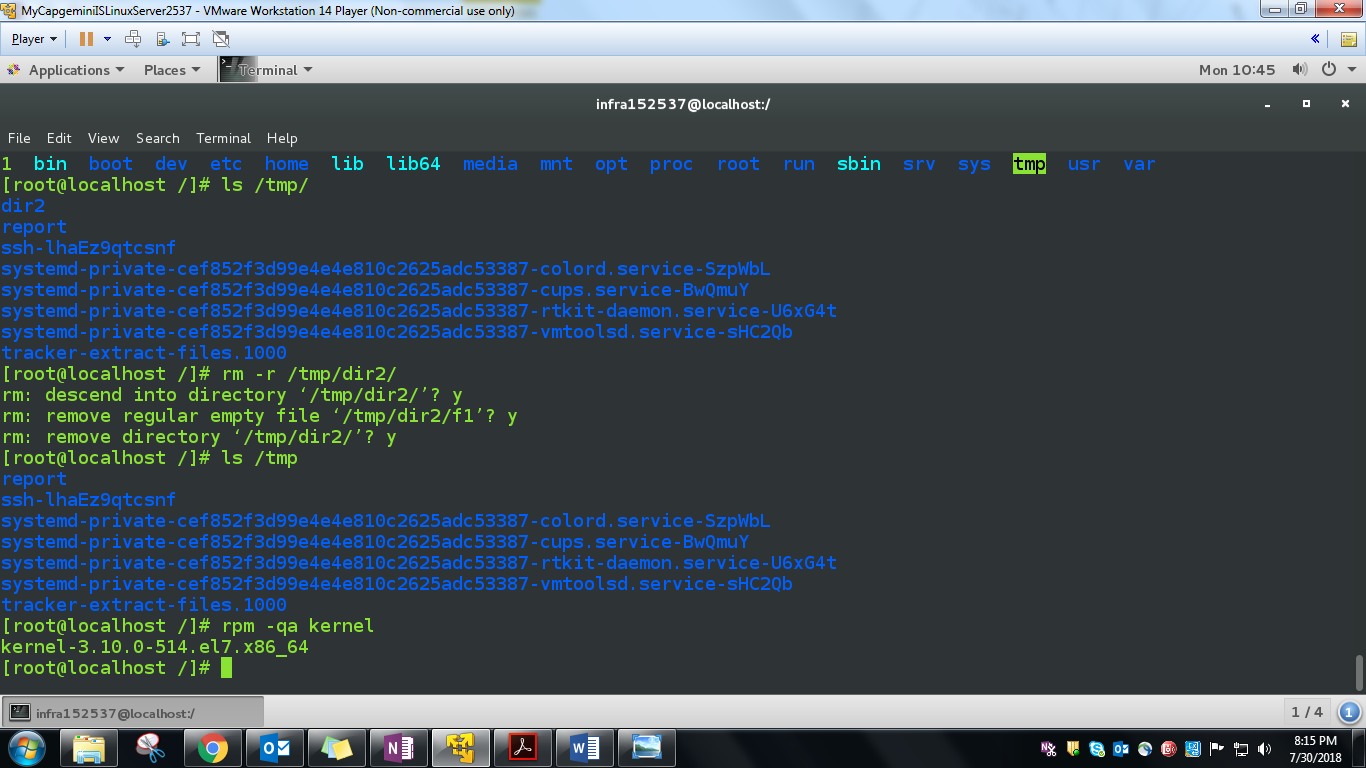 MyCapgeminiISLinuxServer2537 - VMware Workstation 14 Player (Non-commercial use only)
Player
Applications Places Terminal Mon 10:45
infra152537@localhost:/
File Edit View Search Terminal Help
1 bin boot dev etc home lib lib64 media mnt opt proc root run sbin srv sys tmp usr var
[root@localhost /]# ls /tmp/
dir2
report
ssh-lhaEz9qtcsnf
systemd-private-cef852f3d99e4e4e810c2625adc53387-colord.service-SzpWbL
systemd-private-cef852f3d99e4e4e810c2625adc53387-cups.service-BwQmuY
systemd-private-cef852f3d99e4e4e810c2625adc53387-rtkit-daemon.service-U6xG4t
systemd-private-cef852f3d99e4e4e810c2625adc53387-vmtoolsd.service-sHC2Qb
tracker-extract-files.1000
[root@localhost /]# rm -r /tmp/dir2/
rm: descend into directory ‘/tmp/dir2/’? y
rm: remove regular empty file ‘/tmp/dir2/f1’? y
rm: remove directory ‘/tmp/dir2/’? y
[root@localhost /]# ls /tmp
report
ssh-lhaEz9qtcsnf
systemd-private-cef852f3d99e4e4e810c2625adc53387-colord.service-SzpWbL
systemd-private-cef852f3d99e4e4e810c2625adc53387-cups.service-BwQmuY
systemd-private-cef852f3d99e4e4e810c2625adc53387-rtkit-daemon.service-U6xG4t
systemd-private-cef852f3d99e4e4e810c2625adc53387-vmtoolsd.service-sHC2Qb
tracker-extract-files.1000
[root@localhost /]# rpm -qa kernel
kernel-3.10.0-514.el7.x86_64
[root@localhost /]#
infra152537@localhost:/ 1 / 4 1
8:15 PM
7/30/2018